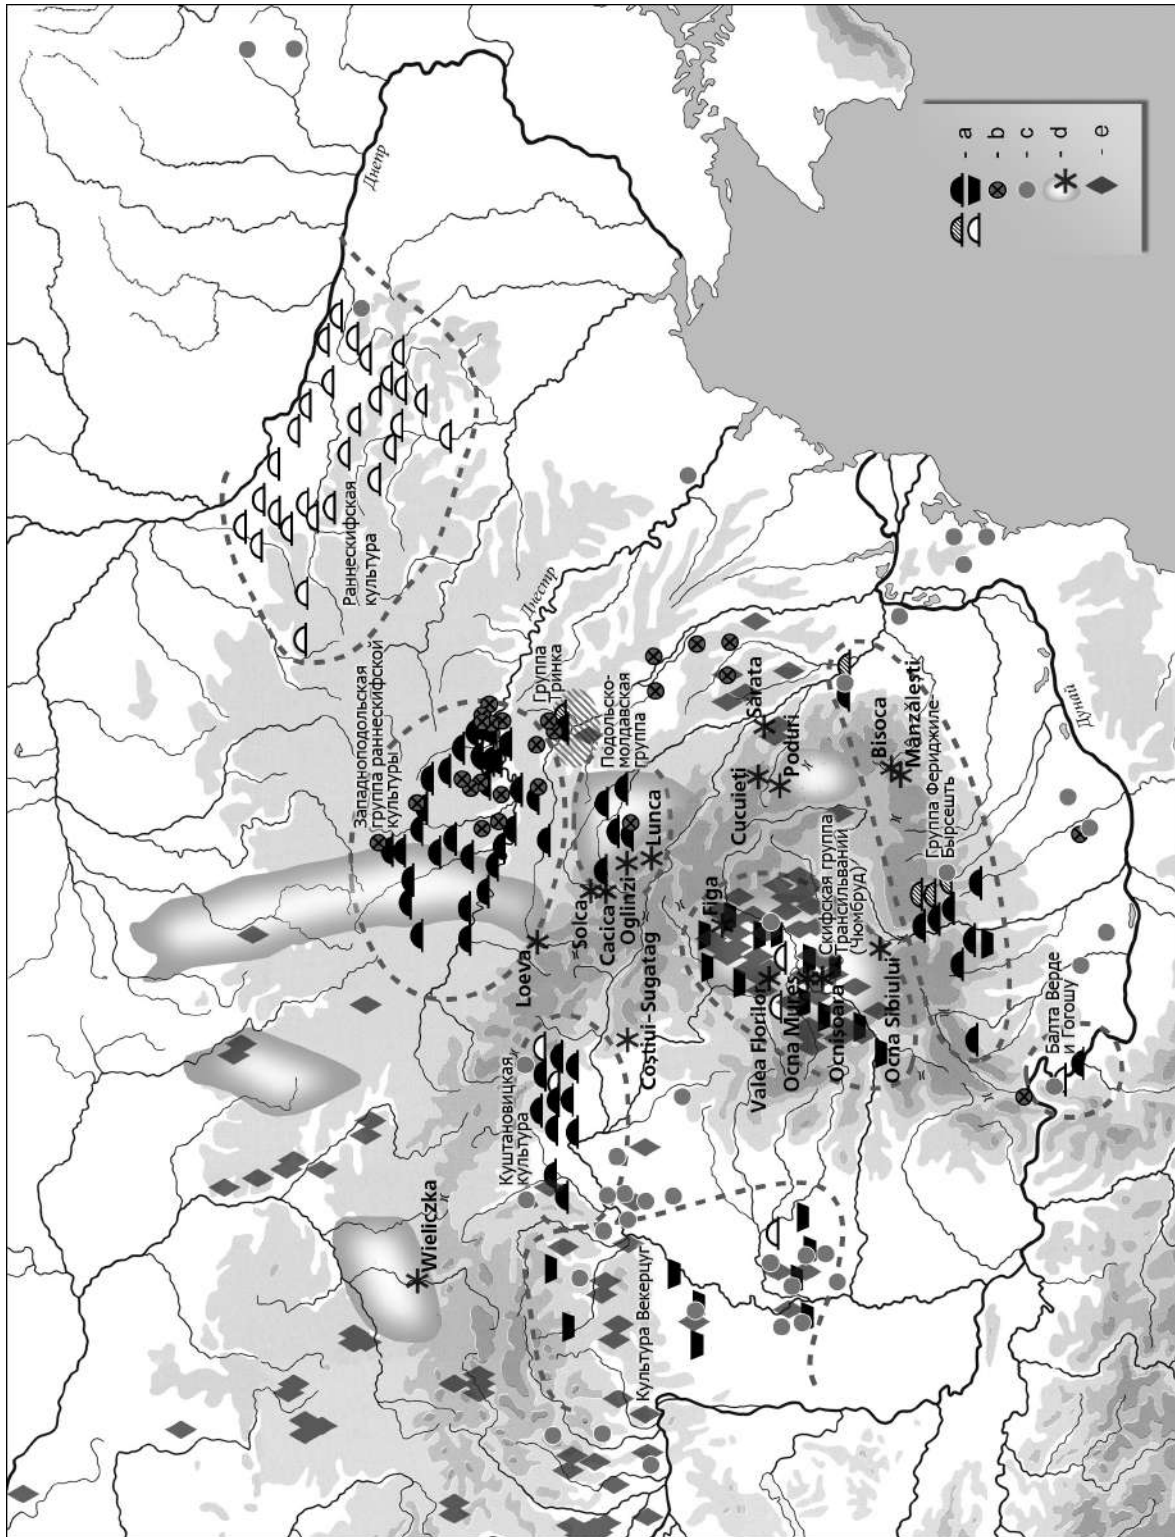 Днепр
Раннескифская
культура
Днестр
Западноподольская
группа раннескифской
культуры
Группа
Тринка
Подольско-
молдавская
группа
Sărata
Poduri
Cucuieți
Bisoca
Mânzălești
Дунай
Группа Фериджиле-
Бырсешть
Lunca
Oglinzi
Cacica
Solca
Loeva
Coștiui–Sugatag
Figa
Скифская группа
Трансильвании
(Чюмбруд)
Valea Florilor
Ocna Mureș
Ocnișoara
Ocna Sibiului
Балта Верде
и Гогошу
Куштановицкая
культура
Wieliczka
Культура Векерцуг
- a
- b
- c
- d
- e